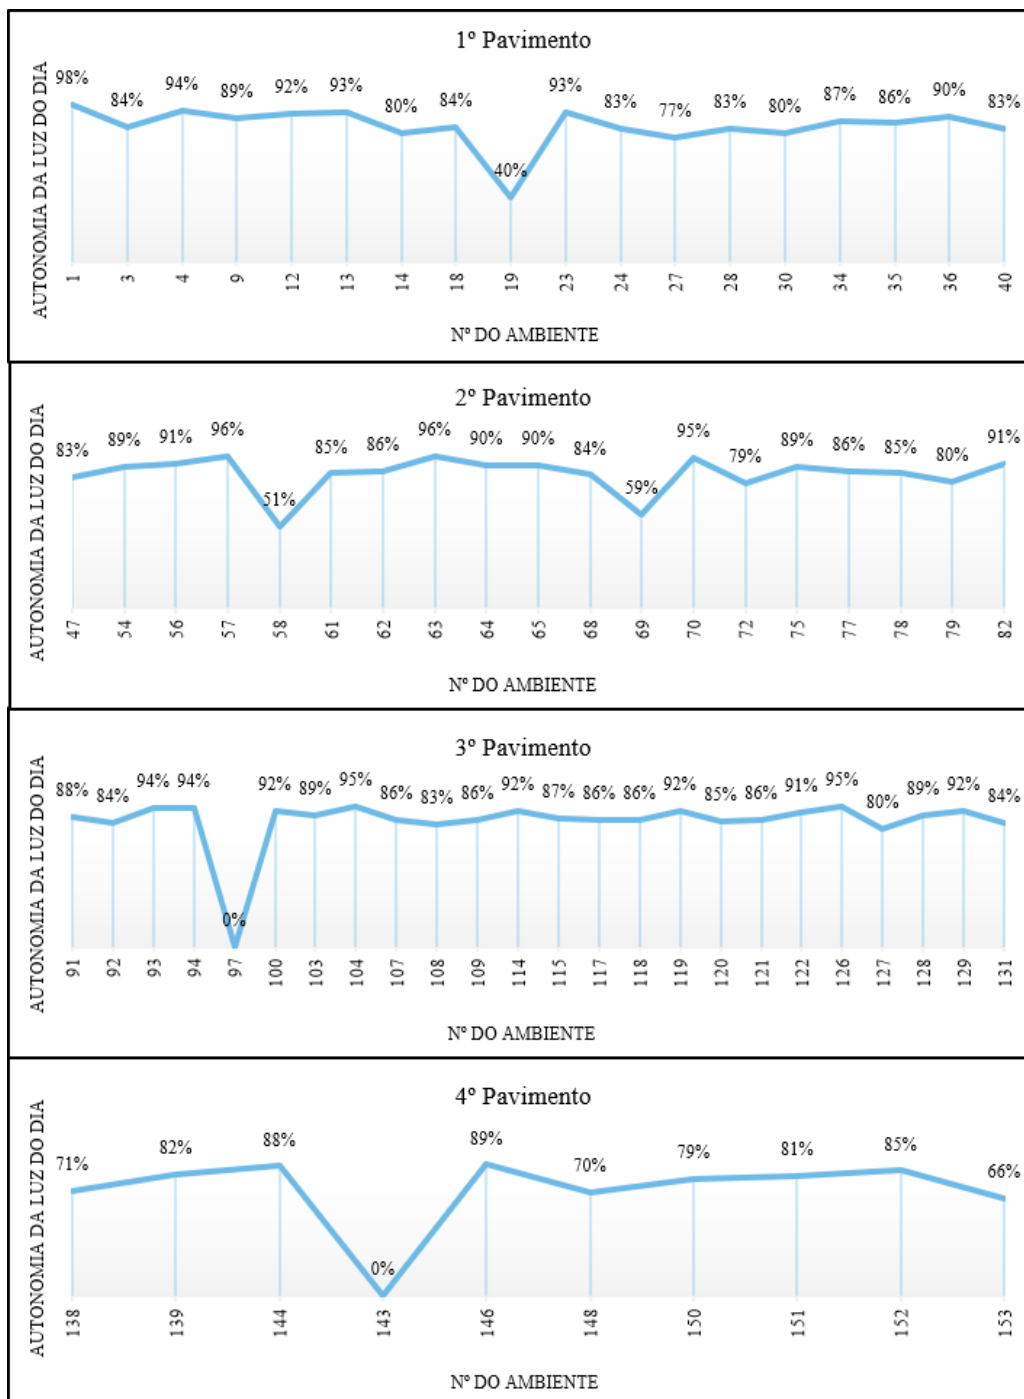 1º Pavimento
AUTONOMIA DA LUZ DO DIA
98% 84% 94% 89% 92% 93% 80% 84% 40% 93% 83% 77% 83% 80% 87% 86% 90% 83%
1 3 4 9 12 13 14 18 19 23 24 27 28 30 34 35 36 40
Nº DO AMBIENTE
2º Pavimento
AUTONOMIA DA LUZ DO DIA
83% 89% 91% 96% 51% 85% 86% 96% 90% 90% 84% 59% 95% 79% 89% 86% 85% 80% 91%
47 54 56 57 58 61 62 63 64 65 68 69 70 72 75 77 78 79 82
Nº DO AMBIENTE
3º Pavimento
AUTONOMIA DA LUZ DO DIA
88% 84% 94% 94% 0% 92% 89% 95% 86% 83% 86% 92% 87% 86% 86% 92% 85% 86% 91% 95% 80% 89% 92% 84%
91 92 93 94 97 100 103 104 107 108 109 114 115 117 118 119 120 121 122 126 127 128 129 131
Nº DO AMBIENTE
4º Pavimento
AUTONOMIA DA LUZ DO DIA
71% 82% 88% 0% 89% 70% 79% 81% 85% 66%
138 139 144 143 146 148 150 151 152 153
Nº DO AMBIENTE